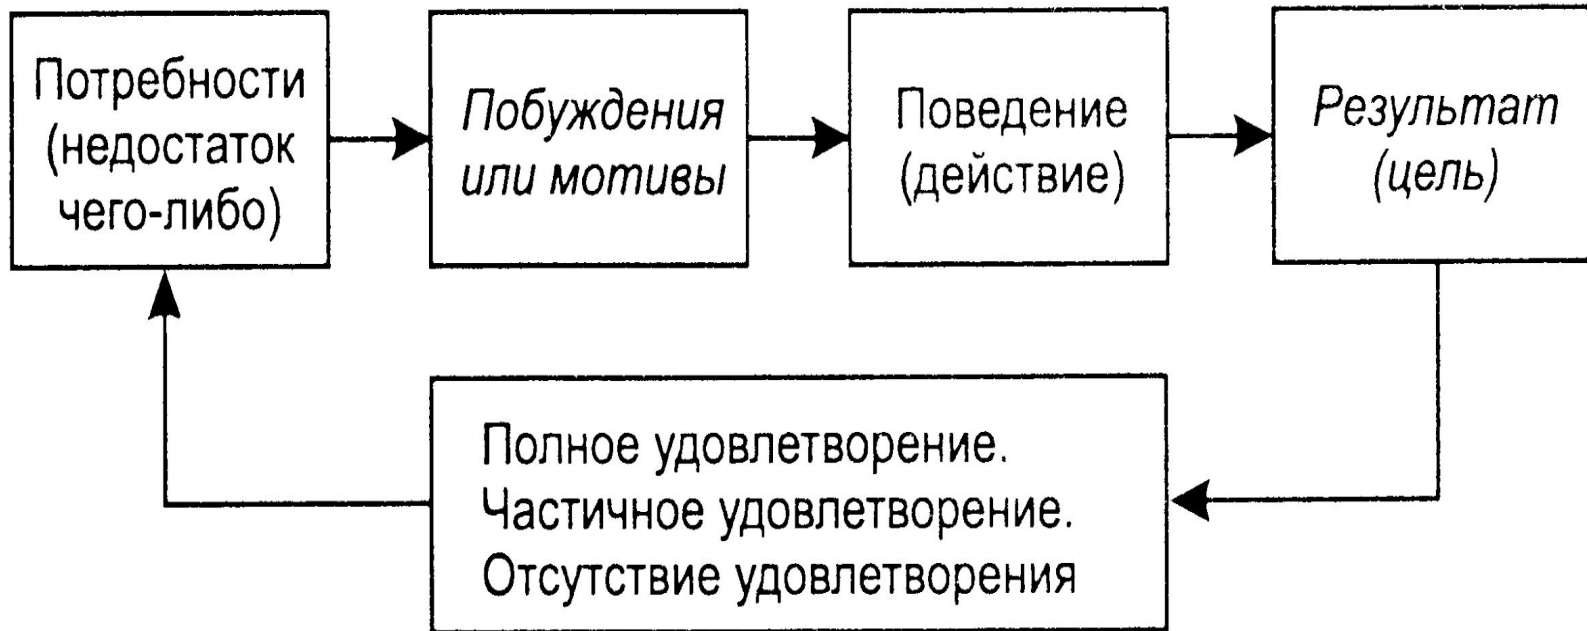 Потребности
(недостаток
чего-либо)
Побуждения
или мотивы
Поведение
(действие)
Результат
(цель)
Полное удовлетворение.
Частичное удовлетворение.
Отсутствие удовлетворения